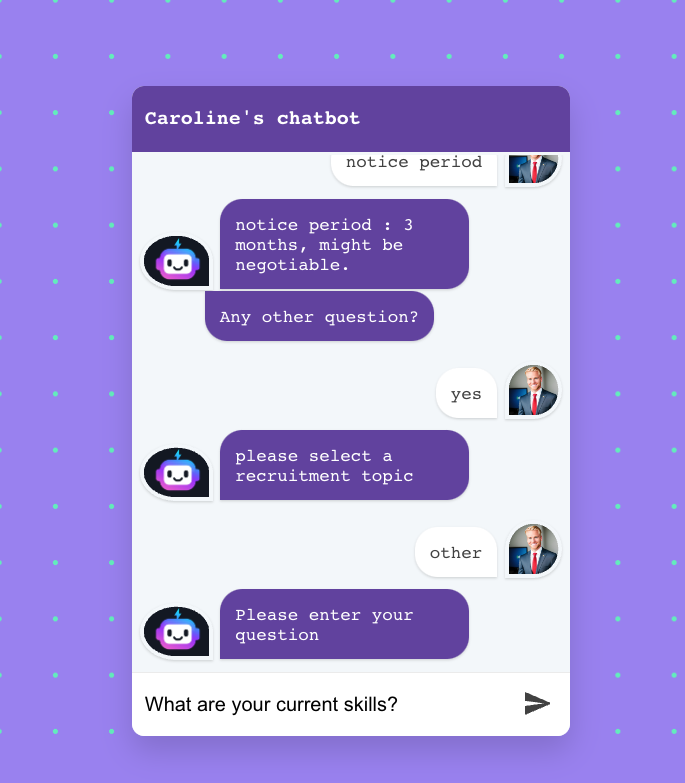 Caroline's chatbot
notice period
notice period : 3
months, might be
negotiable.
Any other question?
yes
please select a
recruitment topic
other
Please enter your
question
What are your current skills?